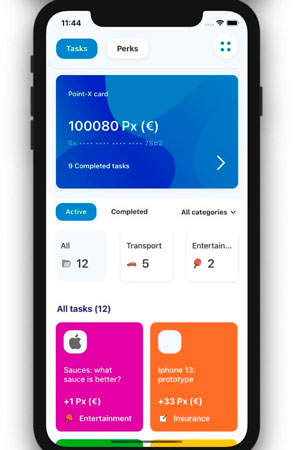 11:44
Tasks
Perks
Point-X card
100080 Px (€)
0x •••• •••• •••• •••• 78b2
9 Completed tasks
Active
Completed
All categories
All
12
Transport
5
Entertain...
2
All tasks (12)
Sauces: what
sauce is better?
+1 Px (€)
Entertainment
Iphone 13:
prototype
+33 Px (€)
Insurance